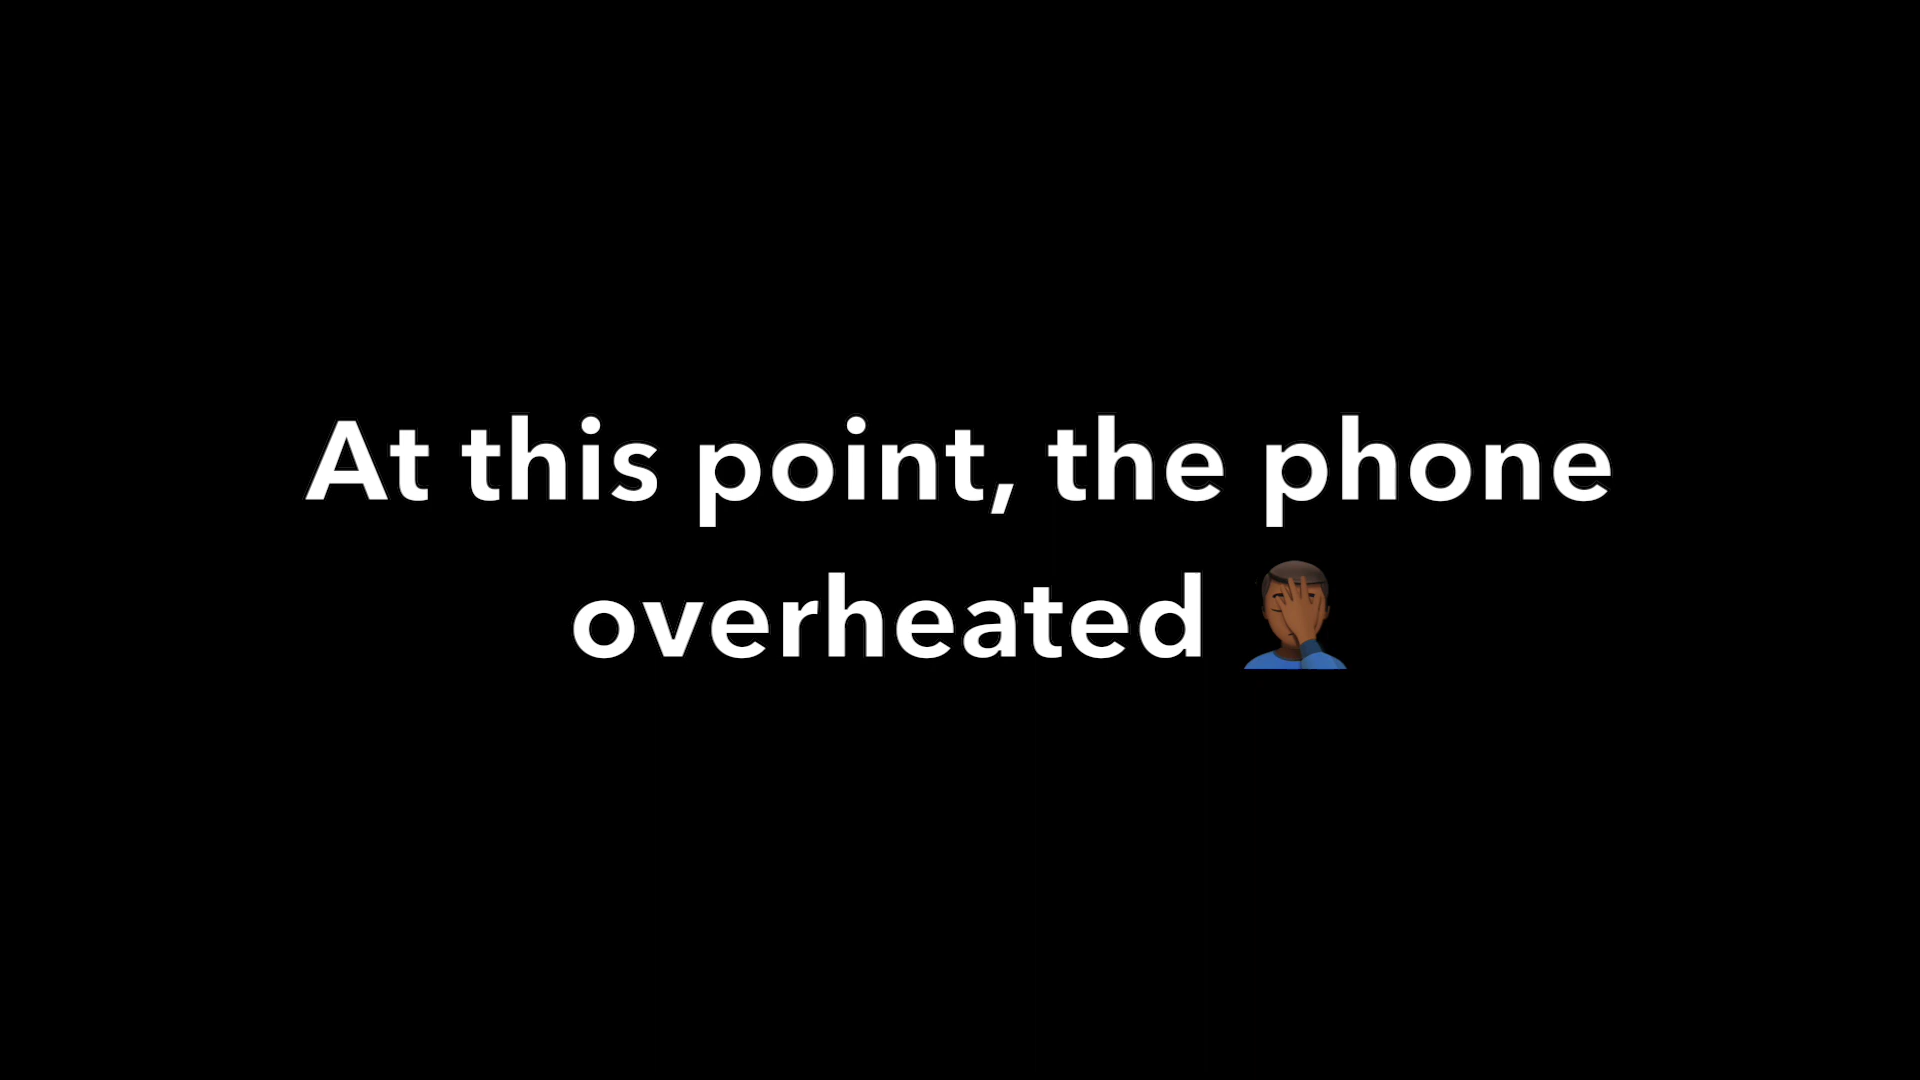 At this point, the phone
overheated 🤦🏾‍♂️